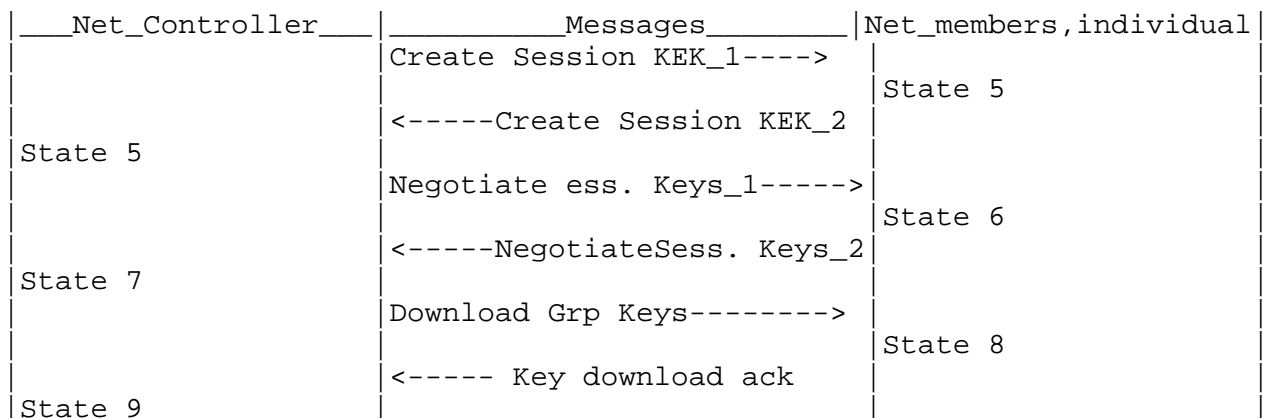 |___Net_Controller___|__________Messages________|Net_members,individual|
|                    |Create Session KEK_1---->  |                      |
|                    |                           |State 5               |
|                    |<-----Create Session KEK_2 |                      |
|State 5             |                           |                      |
|                    |Negotiate ess. Keys_1----->|                      |
|                    |                           |State 6               |
|                    |<-----NegotiateSess. Keys_2|                      |
|State 7             |                           |                      |
|                    |Download Grp Keys--------> |                      |
|                    |                           |State 8               |
|                    |<----- Key download ack    |                      |
|State 9             |                           |                      |